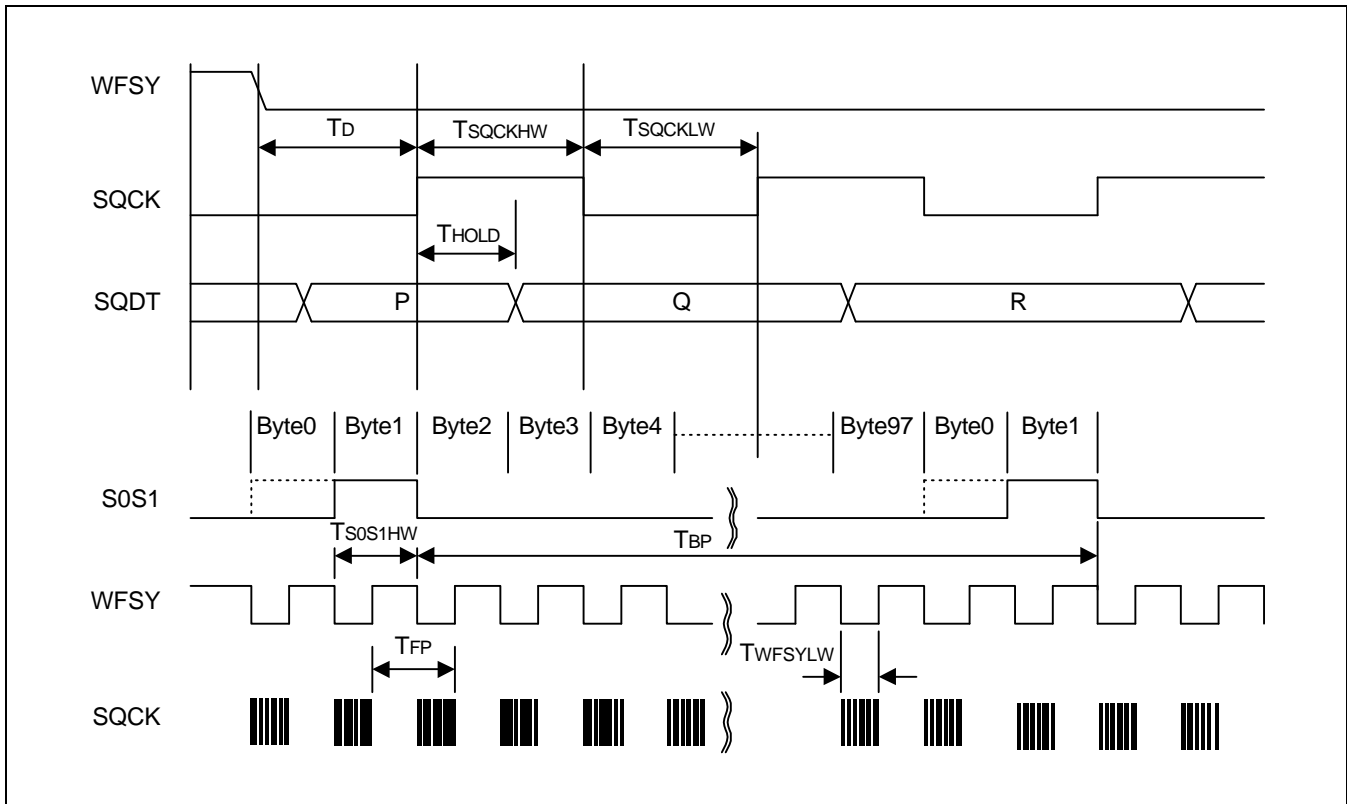 WFSY
TD TSQCKHW TSQCKLW
SQCK
THOLD
SQDT P Q R
Byte0 Byte1 Byte2 Byte3 Byte4 Byte97 Byte0 Byte1
S0S1
TS0S1HW TBP
WFSY
TFP TWFSYLW
SQCK